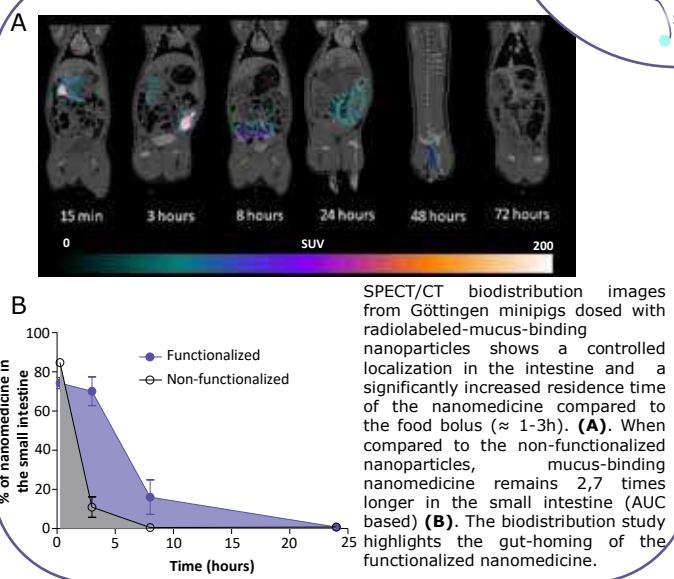 A
15 min 3 hours 8 hours 24 hours 48 hours 72 hours
0 SUV 200
B
100
80
60
40
20
0
% of nanomedicine in
the small intestine
Functionalized
Non-functionalized
0 5 10 15 20 25
Time (hours)
SPECT/CT biodistribution images
from Göttingen minipigs dosed with
radiolabeled-mucus-binding
nanoparticles shows a controlled
localization in the intestine and a
significantly increased residence time
of the nanomedicine compared to
the food bolus (≈ 1-3h). (A). When
compared to the non-functionalized
nanoparticles, mucus-binding
nanomedicine remains 2,7 times
longer in the small intestine (AUC
based) (B). The biodistribution study
highlights the gut-homing of the
functionalized nanomedicine.